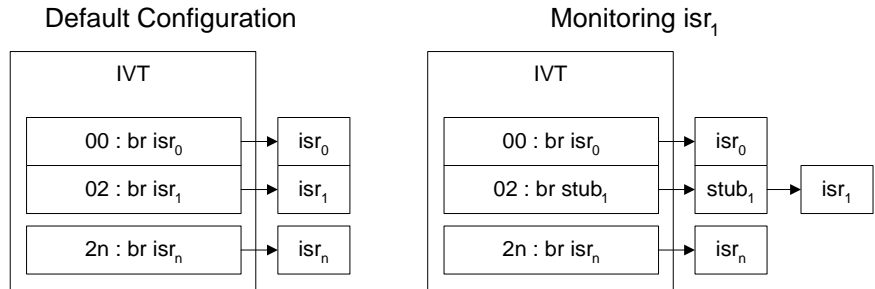 Default Configuration
IVT
00 : br isr₀
isr₀
02 : br isr₁
isr₁
2n : br isrₙ
isrₙ
Monitoring isr₁
IVT
00 : br isr₀
isr₀
02 : br stub₁
stub₁
isr₁
2n : br isrₙ
isrₙ